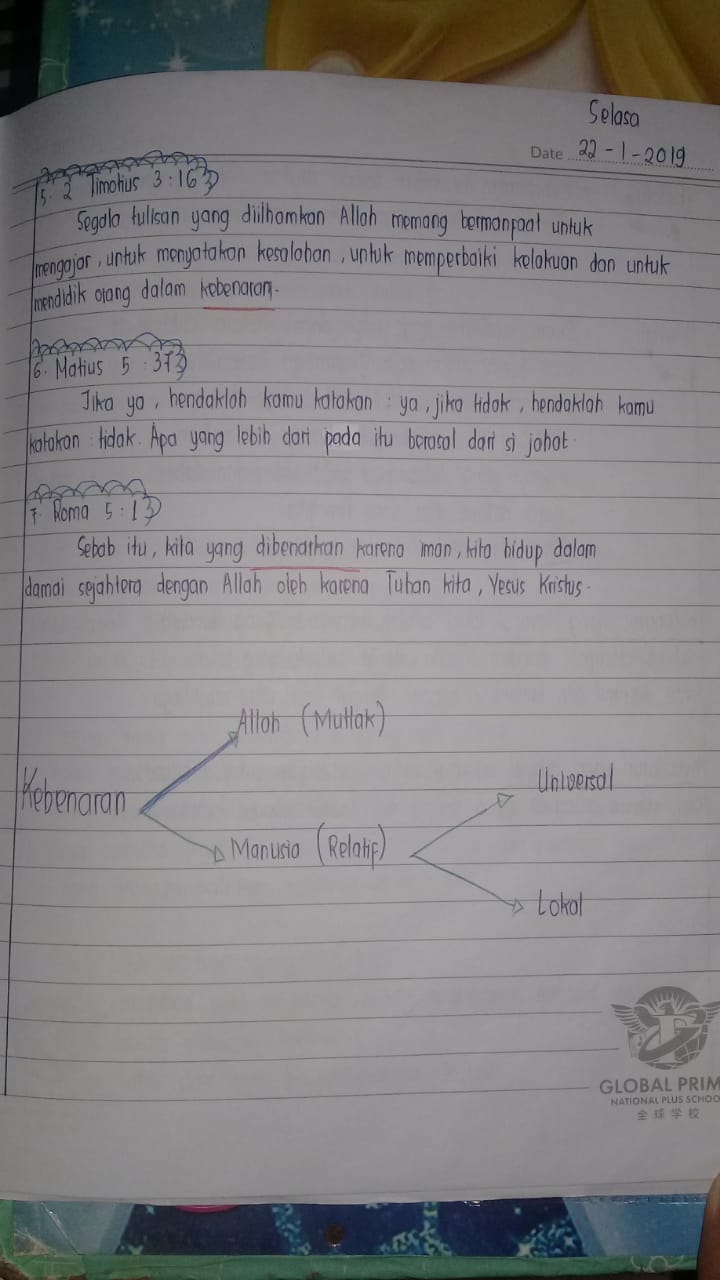 Selasa
Date 22 - 1 - 2019
5. 2 Timotius 3 : 16
Segala tulisan yang diilhamkan Allah memang bermanfaat untuk
mengajar, untuk menyatakan kesalahan, untuk memperbaiki kelakuan dan untuk
mendidik orang dalam kebenaran.
6. Matius 5 : 37
Jika ya, hendaklah kamu katakan : ya, jika tidak, hendaklah kamu
katakan : tidak. Apa yang lebih dari pada itu berasal dari si jahat.
7. Roma 5 : 1
Sebab itu, kita yang dibenarkan karena iman, kita hidup dalam
damai sejahtera dengan Allah oleh karena Tuhan kita, Yesus Kristus.
Allah (Mutlak)
Kebenaran
Universal
Manusia (Relatif)
Lokal
GLOBAL PRIM
NATIONAL PLUS SCHOO
全球学校